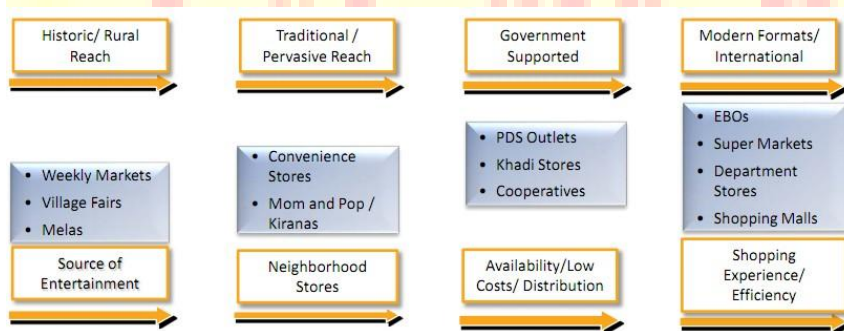 Historic/ Rural
Reach
Traditional /
Pervasive Reach
Government
Supported
Modern Formats/
International
• Weekly Markets
• Village Fairs
• Melas
• Convenience
Stores
• Mom and Pop /
Kiranas
• PDS Outlets
• Khadi Stores
• Cooperatives
• EBOs
• Super Markets
• Department
Stores
• Shopping Malls
Source of
Entertainment
Neighborhood
Stores
Availability/Low
Costs/ Distribution
Shopping
Experience/
Efficiency